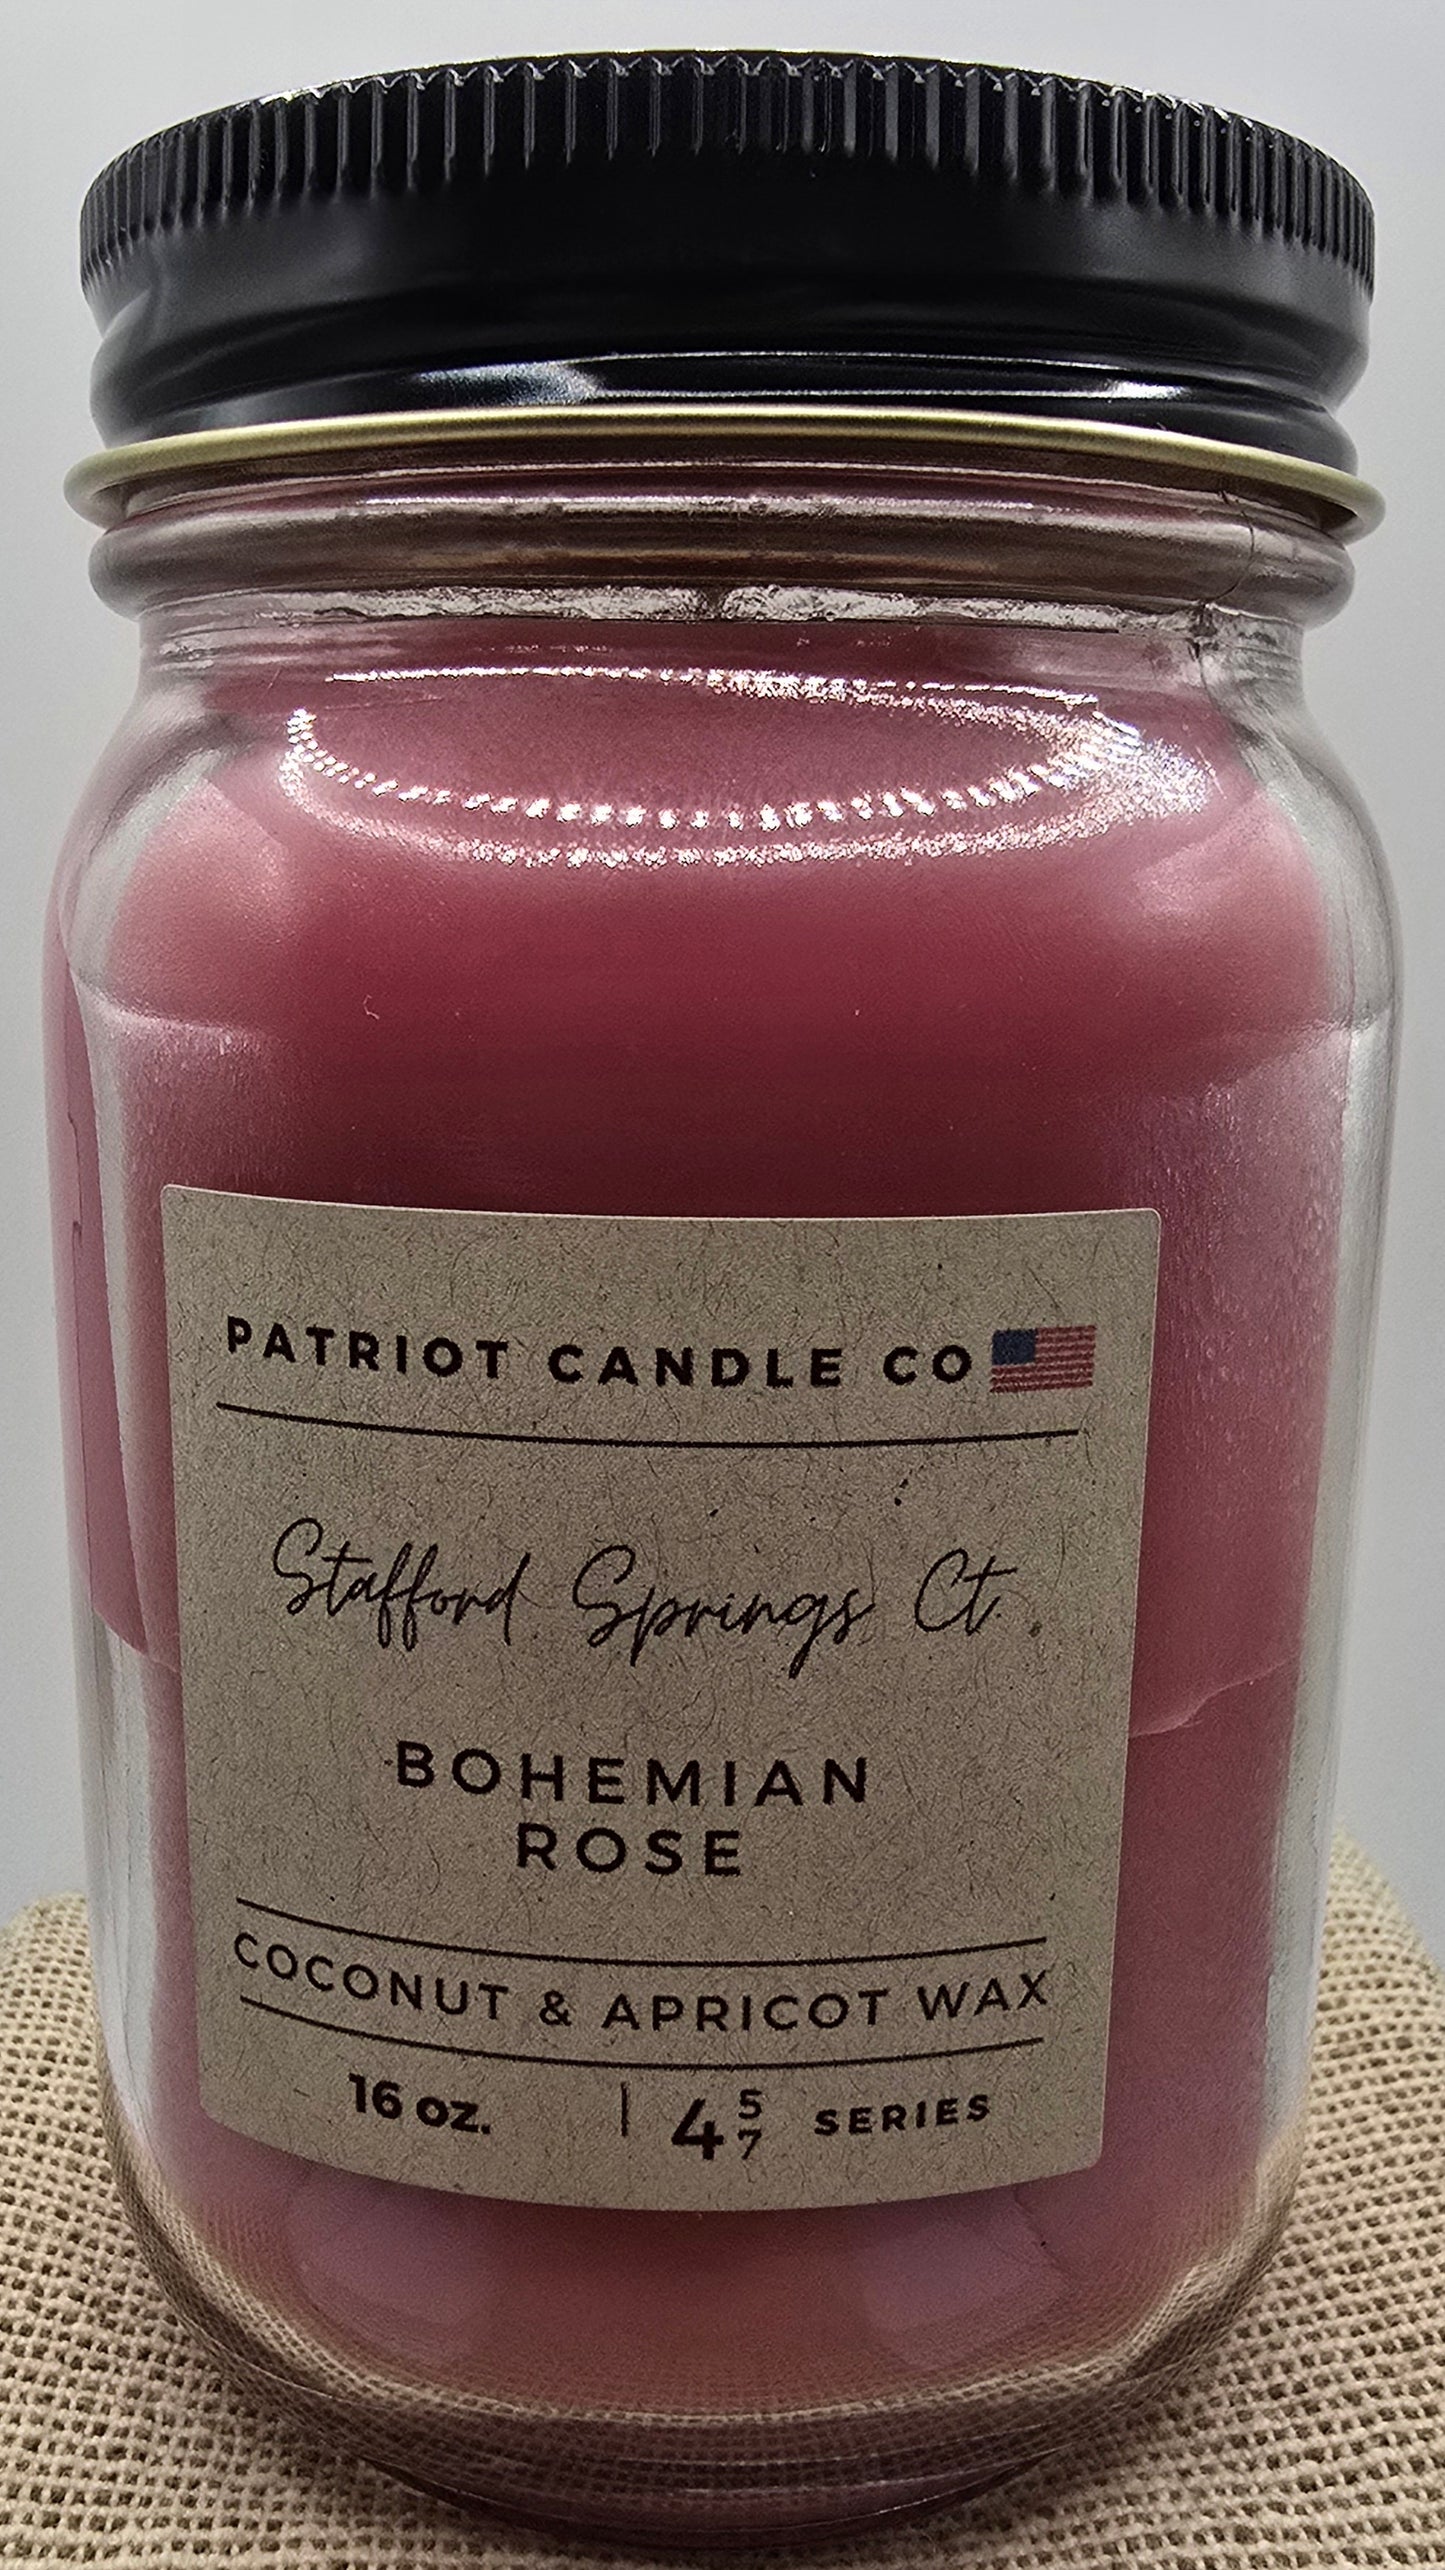 PATRIOT CANDLE CO
Stafford Springs Ct.
BOHEMIAN
ROSE
COCONUT & APRICOT WAX
16 oz. | 4 5/7 SERIES